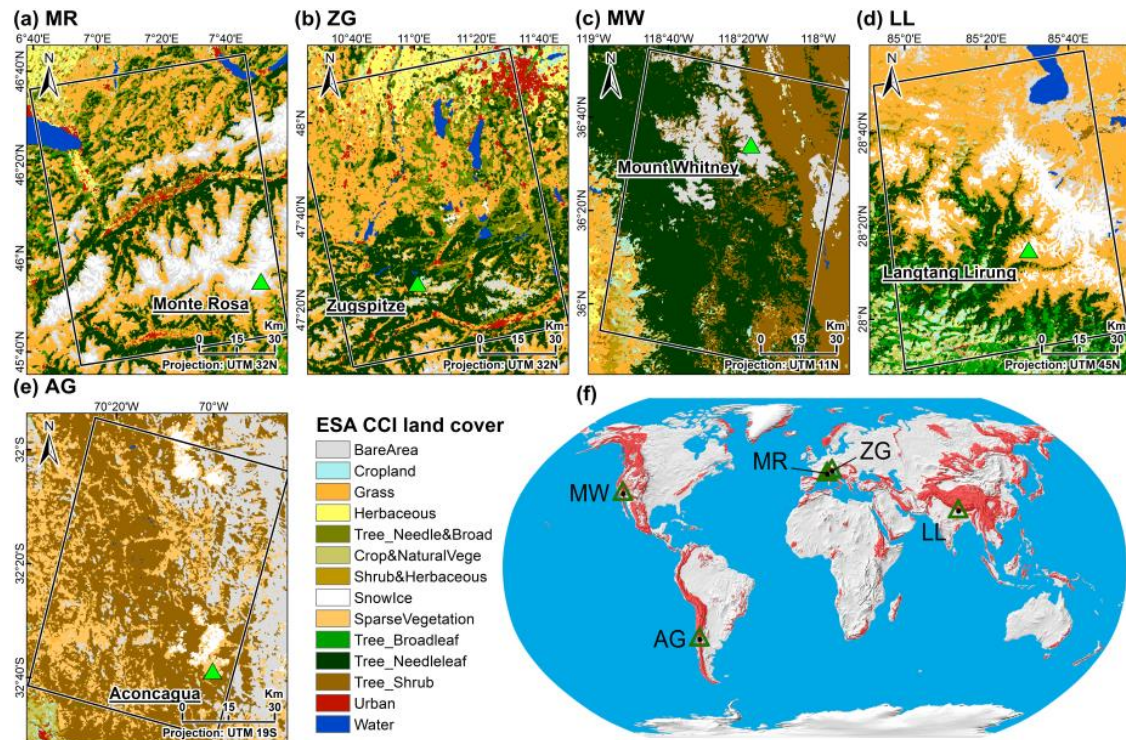 (a) MR
6°40'E 7°0'E 7°20'E 7°40'E
46°40'N
46°20'N
46°N
45°40'N
N
Monte Rosa
Km
0 15 30
Projection: UTM 32N
(b) ZG
10°40'E 11°E 11°20'E 11°40'E
48°N
47°40'N
47°20'N
N
Zugspitze
Km
0 15 30
Projection: UTM 32N
(c) MW
119°W 118°40'W 118°20'W 118°W
36°40'N
36°20'N
36°N
N
Mount Whitney
Km
0 15 30
Projection: UTM 11N
(d) LL
85°0'E 85°20'E 85°40'E
28°40'N
28°20'N
28°N
N
Langtang Lirung
Km
0 15 30
Projection: UTM 45N
(e) AG
70°20'W 70°W
32°S
32°20'S
32°40'S
N
Aconcagua
Km
0 15 30
Projection: UTM 19S
ESA CCI land cover
BareArea
Cropland
Grass
Herbaceous
Tree_Needle&Broad
Crop&NaturalVege
Shrub&Herbaceous
SnowIce
SparseVegetation
Tree_Broadleaf
Tree_Needleleaf
Tree_Shrub
Urban
Water
(f)
MR
ZG
MW
LL
AG